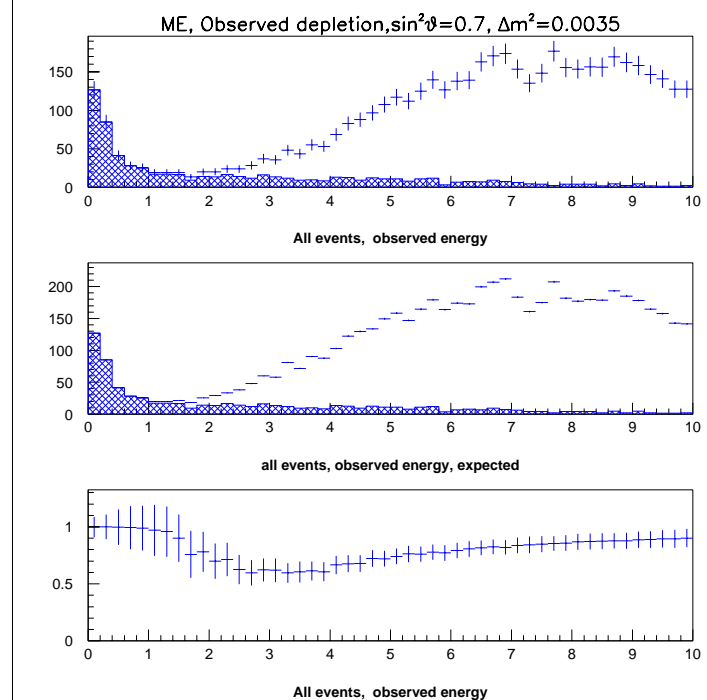 ME, Observed depletion,sin²ϑ=0.7, Δm²=0.0035
150
100
50
0
0 1 2 3 4 5 6 7 8 9 10
All events, observed energy
200
150
100
50
0
0 1 2 3 4 5 6 7 8 9 10
all events, observed energy, expected
1
0.5
0
0 1 2 3 4 5 6 7 8 9 10
All events, observed energy